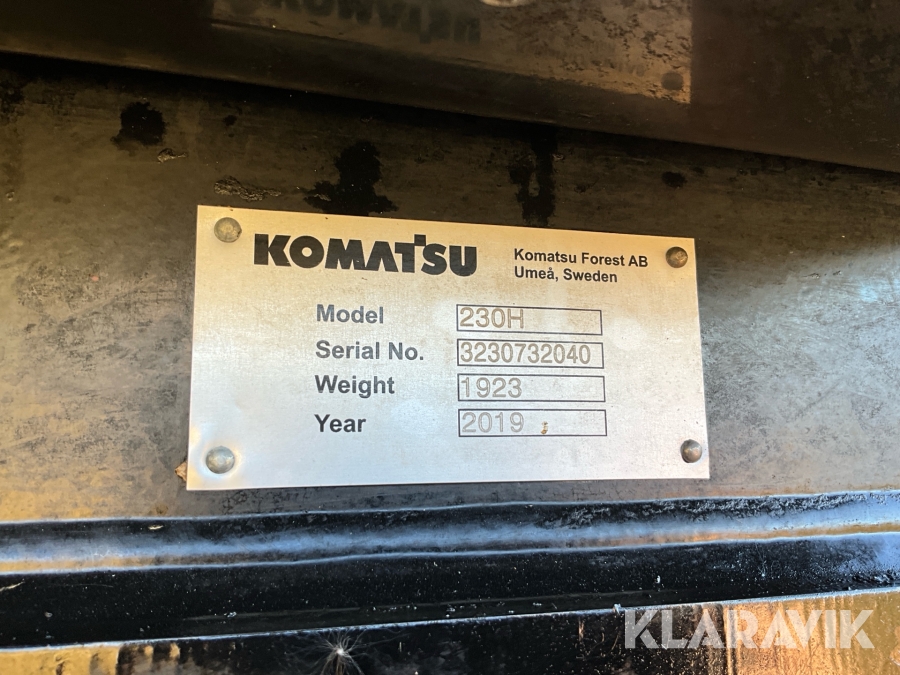 KOMATSU
Komatsu Forest AB
Umeå, Sweden
Model 230H
Serial No. 3230732040
Weight 1923
Year 2019
KLARAVIK